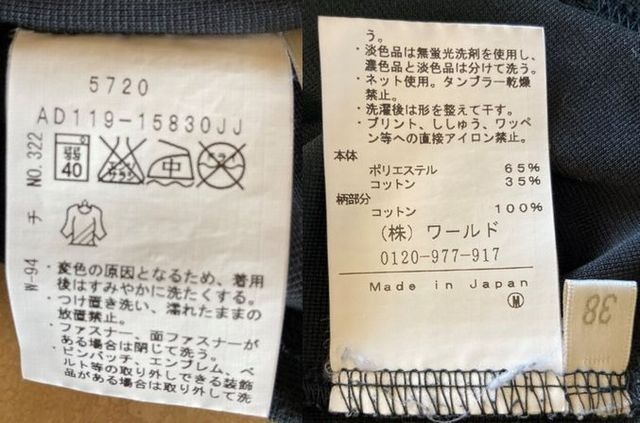 5720
AD119-15830JJ
40
エンソ
サラシ
中
ドライ
W-94 チ NO.322
・変色の原因となるため、着用
後はすみやかに洗たくする。
・つけ置き洗い、濡れたままの
放置禁止。
・ファスナー、面ファスナーが
ある場合は閉じて洗う。
・ピンバッチ、エンブレム、ベ
ルト等の取り外しできる装飾
品がある場合は取り外して洗
う。
・淡色品は無蛍光洗剤を使用し、
濃色品と淡色品は分けて洗う。
・ネット使用。タンブラー乾燥
禁止。
・洗濯後は形を整えて干す。
・プリント、ししゅう、ワッペ
ン等への直接アイロン禁止。
本体
ポリエステル 65%
コットン 35%
柄部分
コットン 100%
(株) ワールド
0120-977-917
Made in Japan
M
38